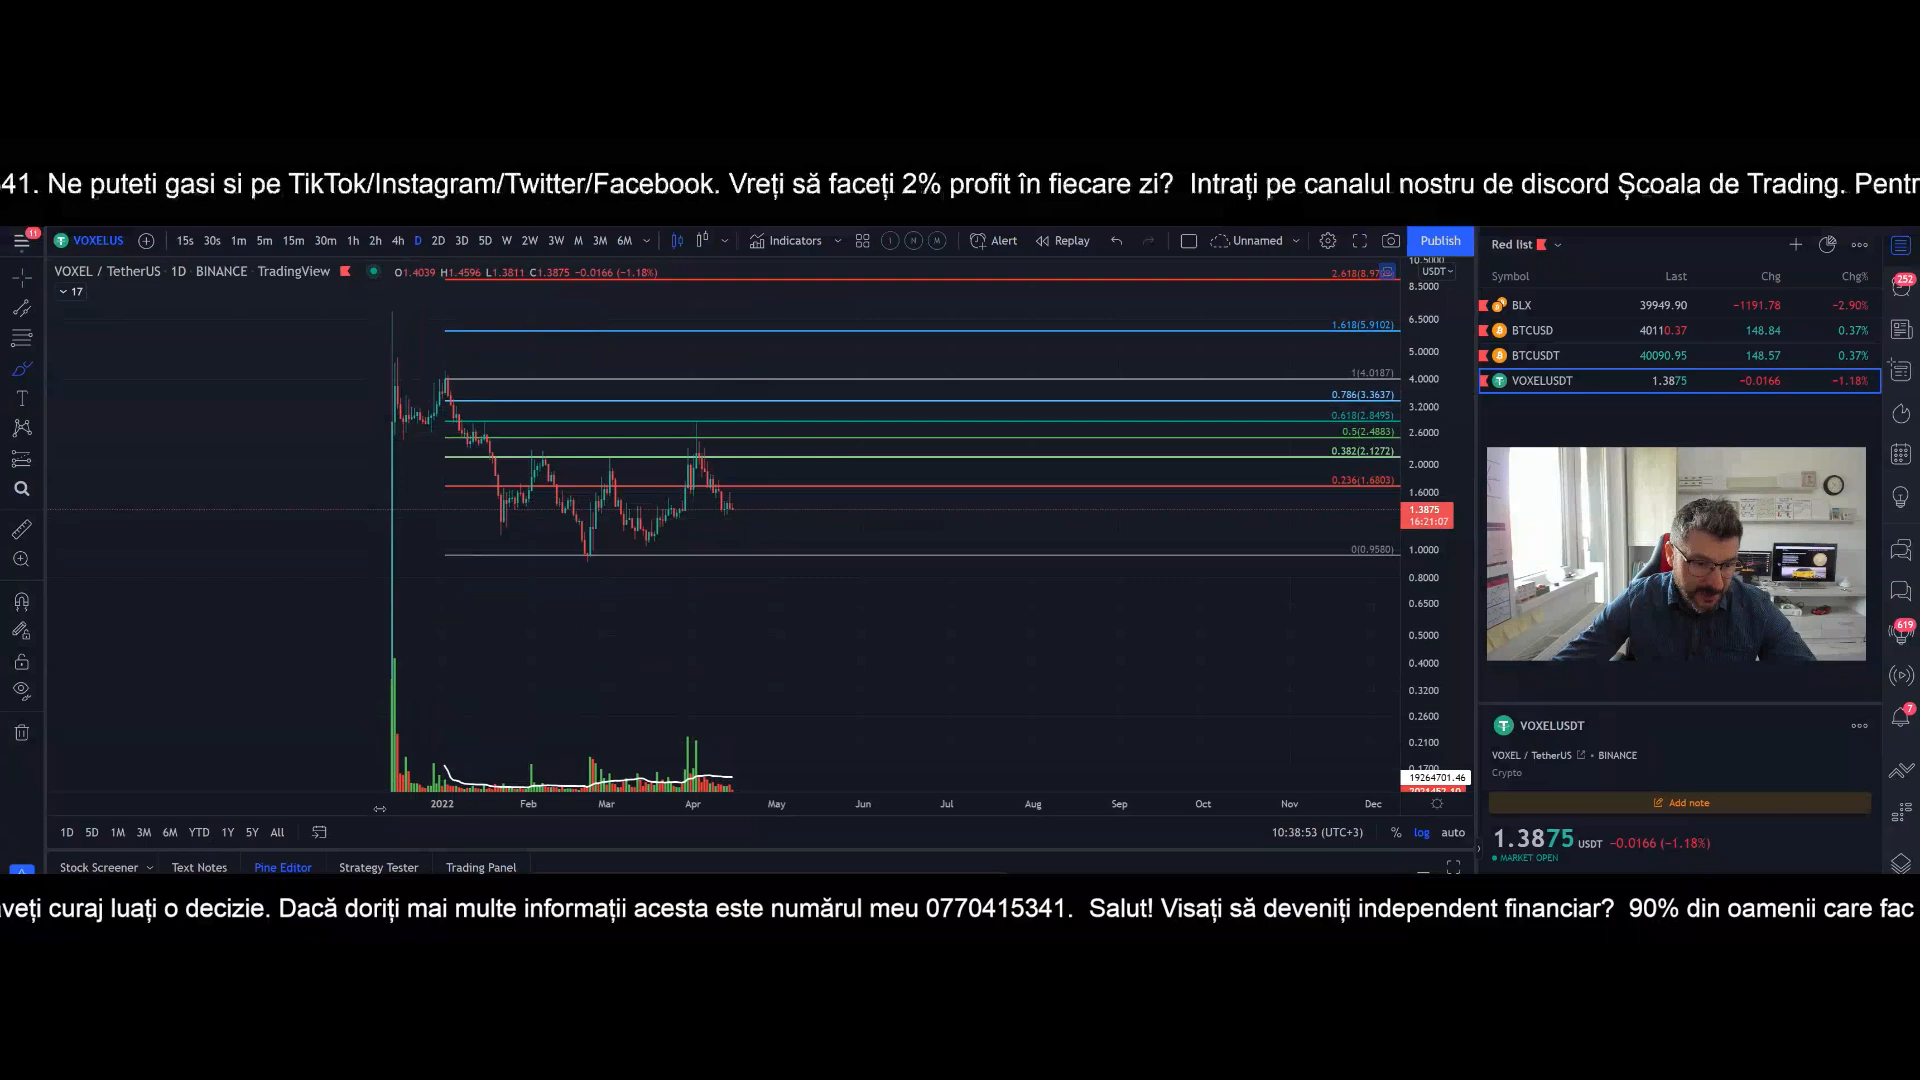 41. Ne puteti gasi si pe TikTok/Instagram/Twitter/Facebook. Vreți să faceți 2% profit în fiecare zi? Intrați pe canalul nostru de discord Școala de Trading. Pentr
11 VOXELUS 15s 30s 1m 5m 15m 30m 1h 2h 4h D 2D 3D 5D W 2W 3W M 3M 6M Indicators I N M Alert Replay Unnamed Publish
Red list
VOXEL / TetherUS · 1D · BINANCE · TradingView O1.4039 H1.4596 L1.3811 C1.3875 −0.0166 (−1.18%)
17
USDT
Symbol Last Chg Chg%
BLX 39949.90 −1191.78 −2.90%
BTCUSD 40110.37 148.84 0.37%
BTCUSDT 40090.95 148.57 0.37%
VOXELUSDT 1.3875 −0.0166 −1.18%
252
619
7
1.618(5.9102)
1(4.0187)
0.786(3.3637)
0.618(2.8495)
0.5(2.4883)
0.382(2.1272)
0.236(1.6803)
0(0.9580)
8.5000
6.5000
5.0000
4.0000
3.2000
2.6000
2.0000
1.6000
1.3875
16:21:07
1.0000
0.8000
0.6500
0.5000
0.4000
0.3200
0.2600
0.2100
19264701.46
2022 Feb Mar Apr May Jun Jul Aug Sep Oct Nov Dec
1D 5D 1M 3M 6M YTD 1Y 5Y All 10:38:53 (UTC+3) % log auto
Stock Screener Text Notes Pine Editor Strategy Tester Trading Panel
VOXELUSDT
VOXEL / TetherUS • BINANCE
Crypto
Add note
1.3875 USDT −0.0166 (−1.18%)
MARKET OPEN
veți curaj luați o decizie. Dacă doriți mai multe informații acesta este numărul meu 0770415341. Salut! Visați să deveniți independent financiar? 90% din oamenii care fac